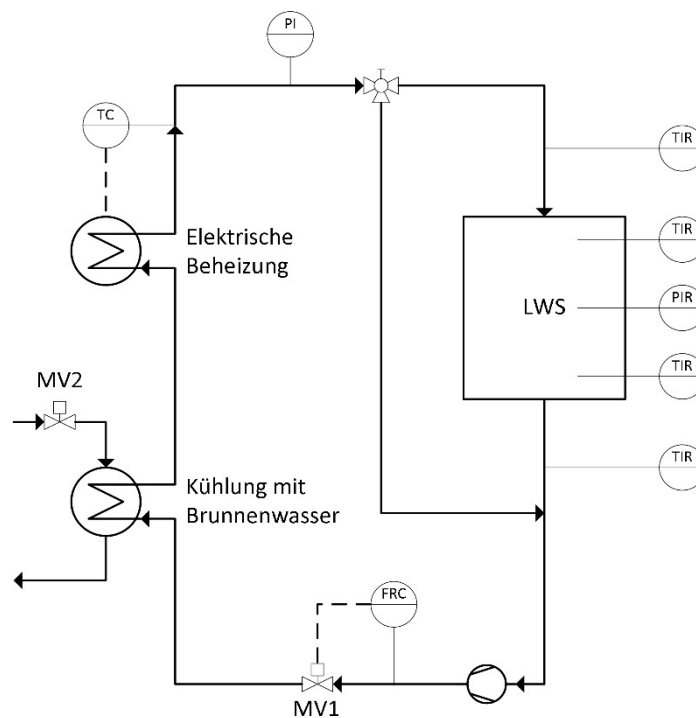 PI
TC
TIR
Elektrische
Beheizung
TIR
LWS
PIR
MV2
TIR
TIR
Kühlung mit
Brunnenwasser
FRC
MV1